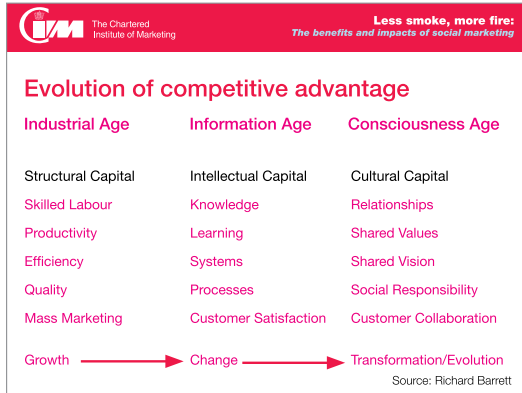 CiM
The Chartered
Institute of Marketing
Less smoke, more fire:
The benefits and impacts of social marketing
Evolution of competitive advantage
Industrial Age Information Age Consciousness Age
Structural Capital Intellectual Capital Cultural Capital
Skilled Labour Knowledge Relationships
Productivity Learning Shared Values
Efficiency Systems Shared Vision
Quality Processes Social Responsibility
Mass Marketing Customer Satisfaction Customer Collaboration
Growth Change Transformation/Evolution
Source: Richard Barrett